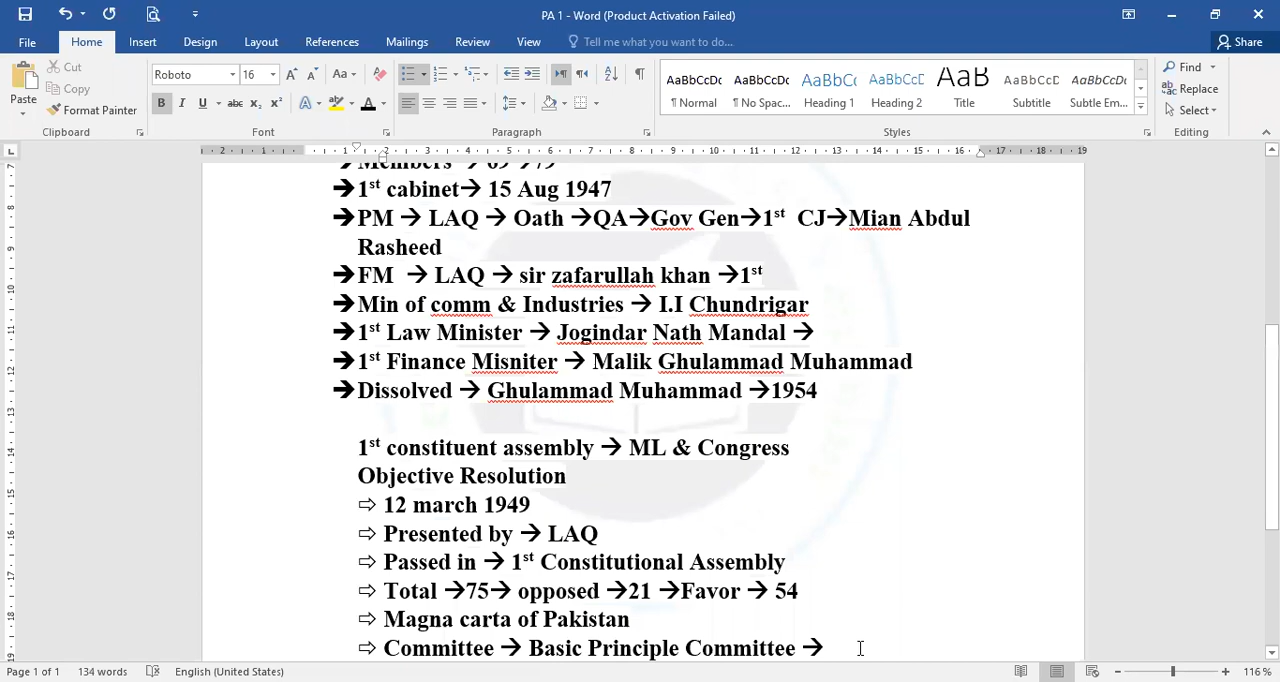 PA 1 - Word (Product Activation Failed)
File Home Insert Design Layout References Mailings Review View Tell me what you want to do... Share
Paste Cut Copy Format Painter Clipboard
Roboto 16 Font
Paragraph
AaBbCcDc AaBbCcDc AaBbCc AaBbCcC AaB AaBbCcC AaBbCcDc
¶ Normal ¶ No Spac... Heading 1 Heading 2 Title Subtitle Subtle Em...
Styles
Find Replace Select Editing
Members → 69 → 79
➔ 1st cabinet→ 15 Aug 1947
➔ PM → LAQ → Oath →QA→Gov Gen→1st CJ→Mian Abdul
Rasheed
➔ FM → LAQ → sir zafarullah khan →1st
➔ Min of comm & Industries → I.I Chundrigar
➔ 1st Law Minister → Jogindar Nath Mandal →
➔ 1st Finance Misniter → Malik Ghulammad Muhammad
➔ Dissolved → Ghulammad Muhammad →1954
1st constituent assembly → ML & Congress
Objective Resolution
⇨ 12 march 1949
⇨ Presented by → LAQ
⇨ Passed in → 1st Constitutional Assembly
⇨ Total →75→ opposed →21 →Favor → 54
⇨ Magna carta of Pakistan
⇨ Committee → Basic Principle Committee →
Page 1 of 1 134 words English (United States) 116 %